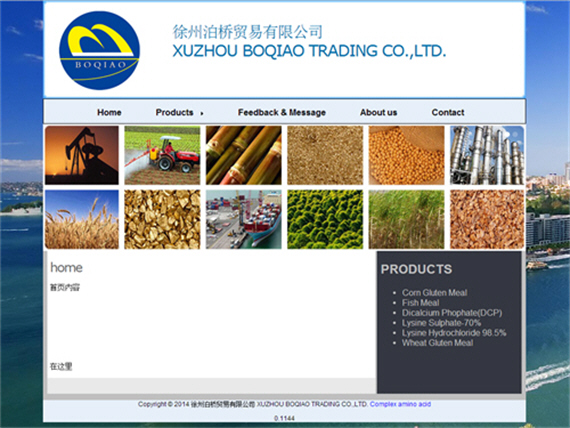 BOQIAO
徐州泊桥贸易有限公司
XUZHOU BOQIAO TRADING CO.,LTD.
Home Products Feedback & Message About us Contact
home
首页内容
在这里
PRODUCTS
Corn Gluten Meal
Fish Meal
Dicalcium Phophate(DCP)
Lysine Sulphate-70%
Lysine Hydrochloride 98.5%
Wheat Gluten Meal
Copyright © 2014 徐州泊桥贸易有限公司 XUZHOU BOQIAO TRADING CO.,LTD. Complex amino acid
0.1144